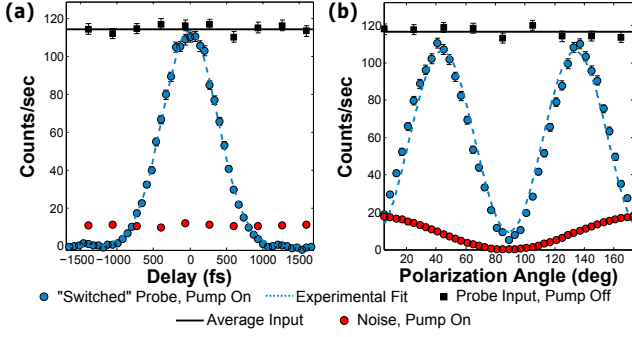 (a)
120
100
80
60
40
20
0
Counts/sec
−1500 −1000 −500 0 500 1000 1500
Delay (fs)
(b)
120
100
80
60
40
20
0
Counts/sec
20 40 60 80 100 120 140 160
Polarization Angle (deg)
"Switched" Probe, Pump On Experimental Fit Probe Input, Pump Off
Average Input Noise, Pump On